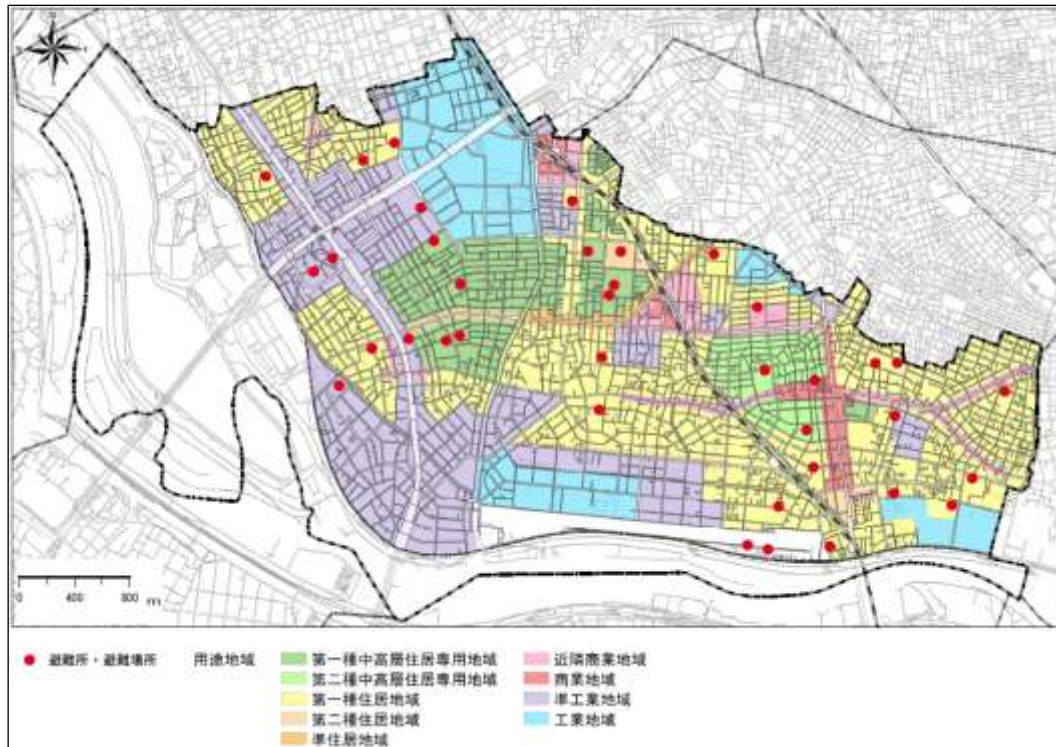 0 400 800 m
避難所・避難場所
用途地域
第一種中高層住居専用地域
第二種中高層住居専用地域
第一種住居地域
第二種住居地域
準住居地域
近隣商業地域
商業地域
準工業地域
工業地域